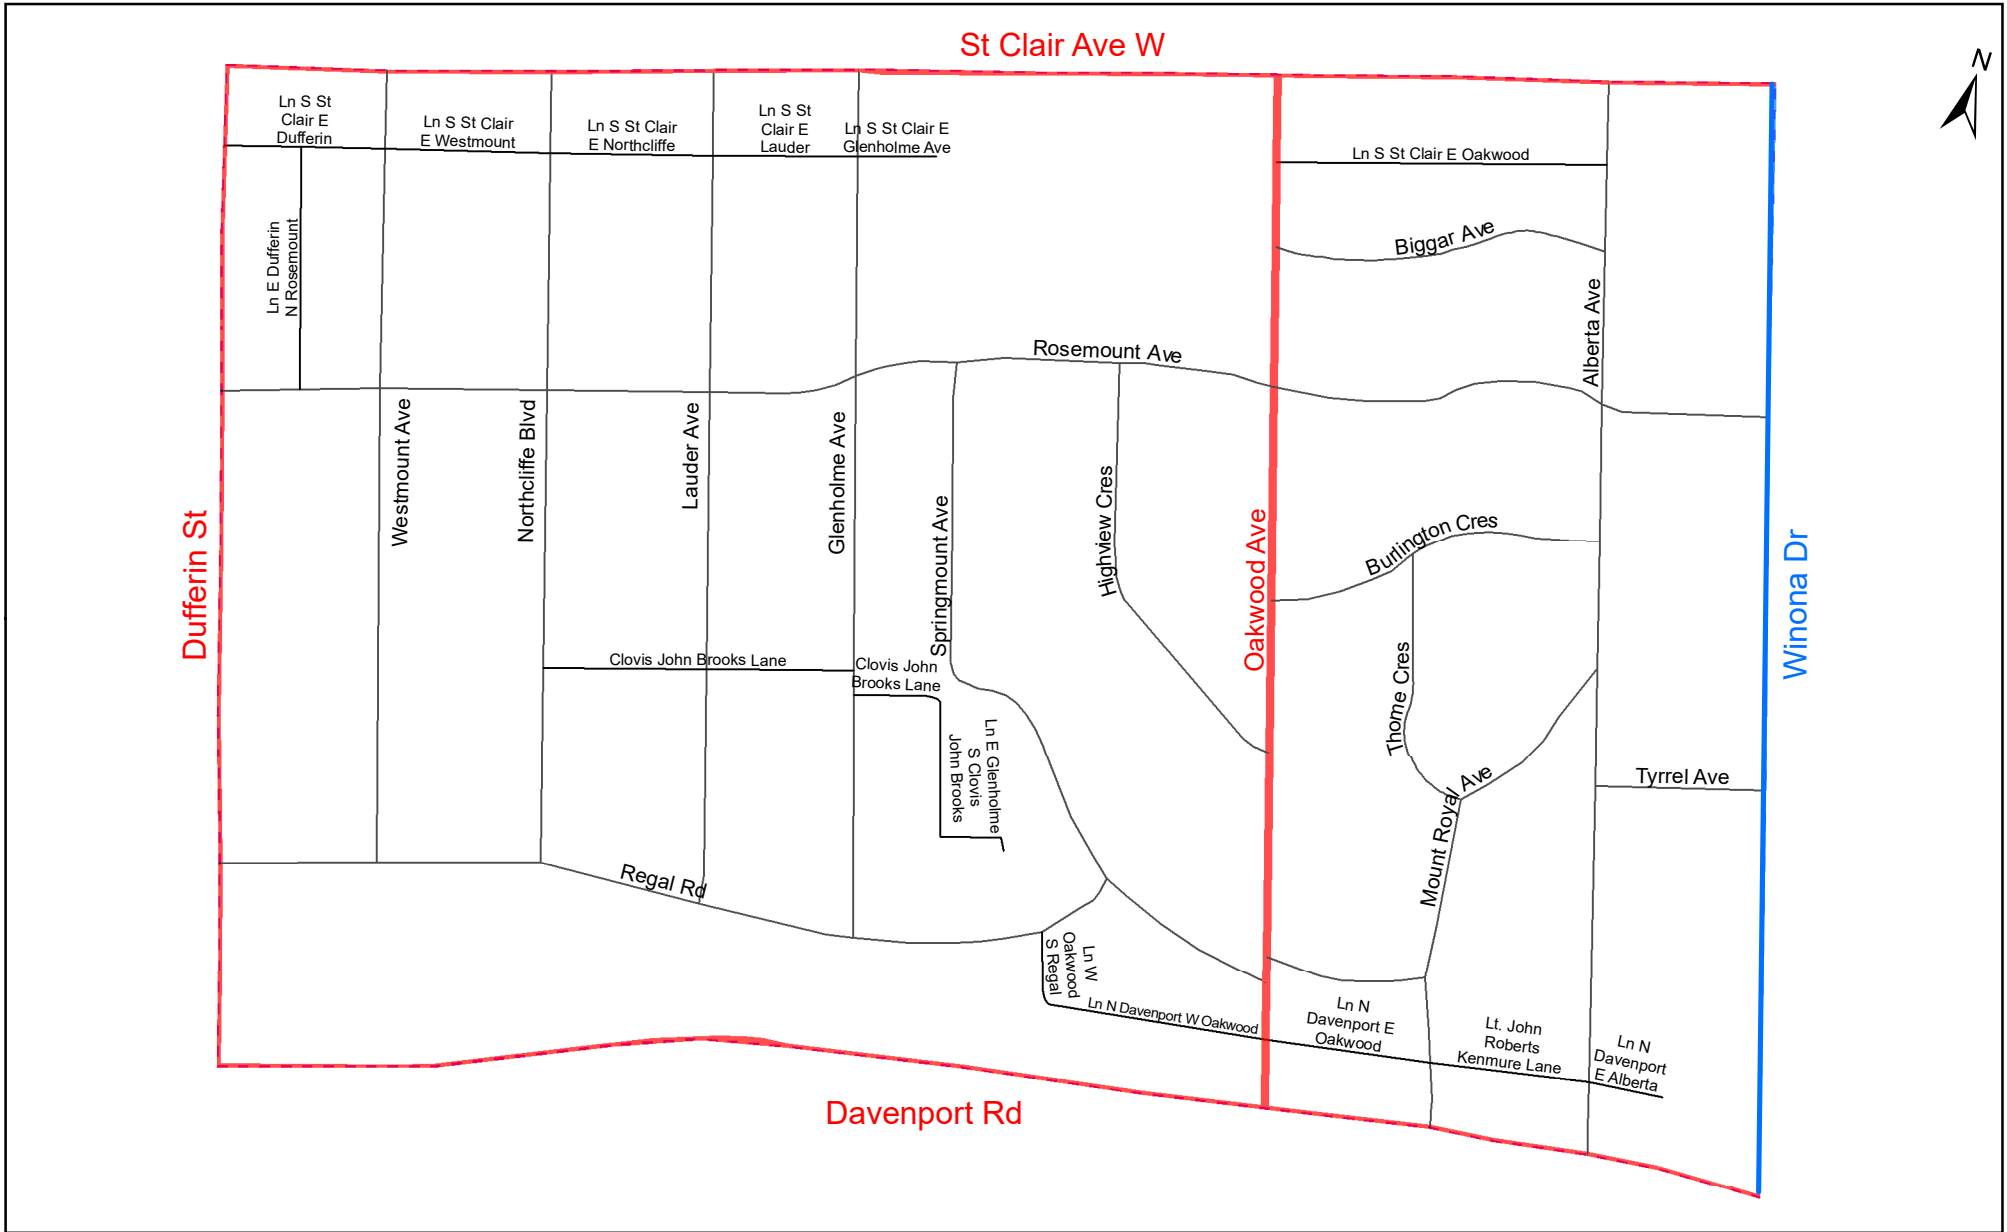 St Clair Ave W
N
Ln S St
Clair E
Dufferin
Ln S St Clair
E Westmount
Ln S St Clair
E Northcliffe
Ln S St
Clair E
Lauder
Ln S St Clair E
Glenholme Ave
Ln S St Clair E Oakwood
Ln E Dufferin
N Rosemount
Biggar Ave
Alberta Ave
Rosemount Ave
Westmount Ave
Northcliffe Blvd
Lauder Ave
Glenholme Ave
Springmount Ave
Highview Cres
Oakwood Ave
Burlington Cres
Dufferin St
Winona Dr
Clovis John Brooks Lane
Clovis John
Brooks Lane
Thome Cres
Ln E Glenholme
S Clovis
John Brooks
Mount Royal Ave
Tyrrel Ave
Regal Rd
Ln W
Oakwood
S Regal
Ln N Davenport W Oakwood
Ln N
Davenport E
Oakwood
Lt. John
Roberts
Kenmure Lane
Ln N
Davenport
E Alberta
Davenport Rd